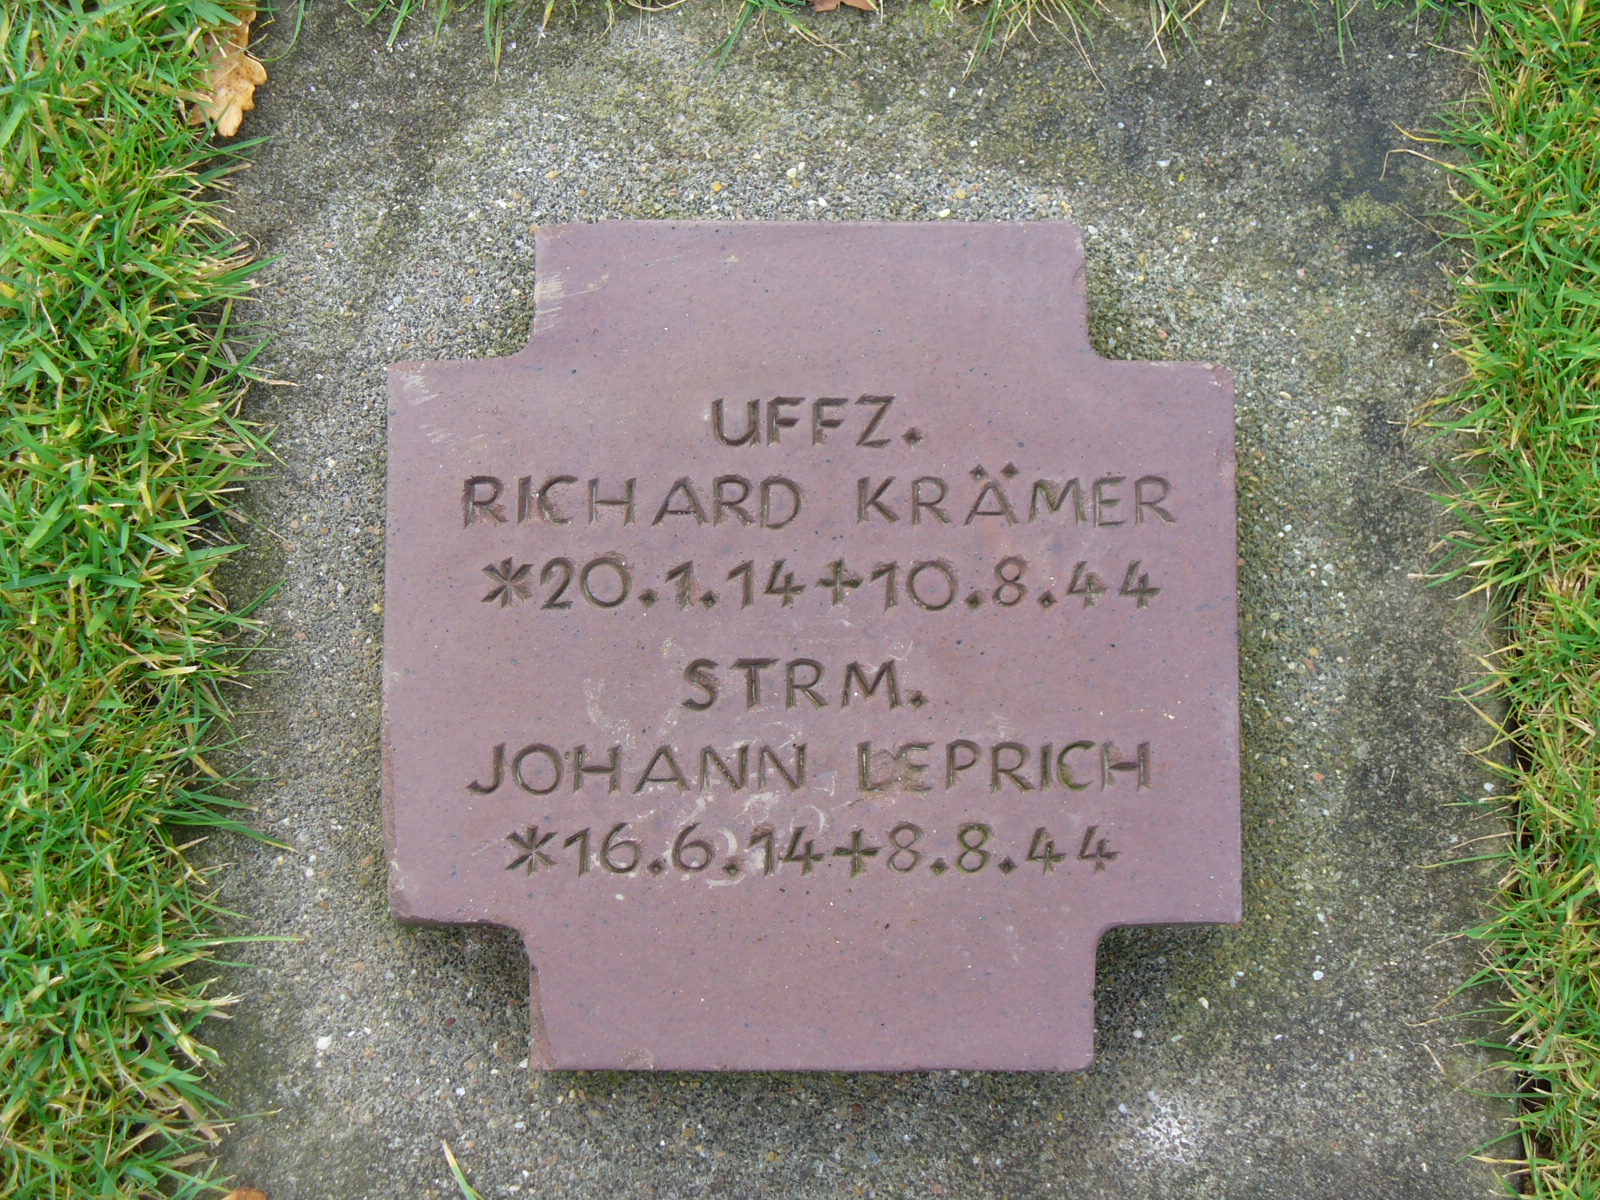 UFFZ.
RICHARD KRÄMER
*20.1.14+10.8.44
STRM.
JOHANN LEPRICH
*16.6.14+8.8.44